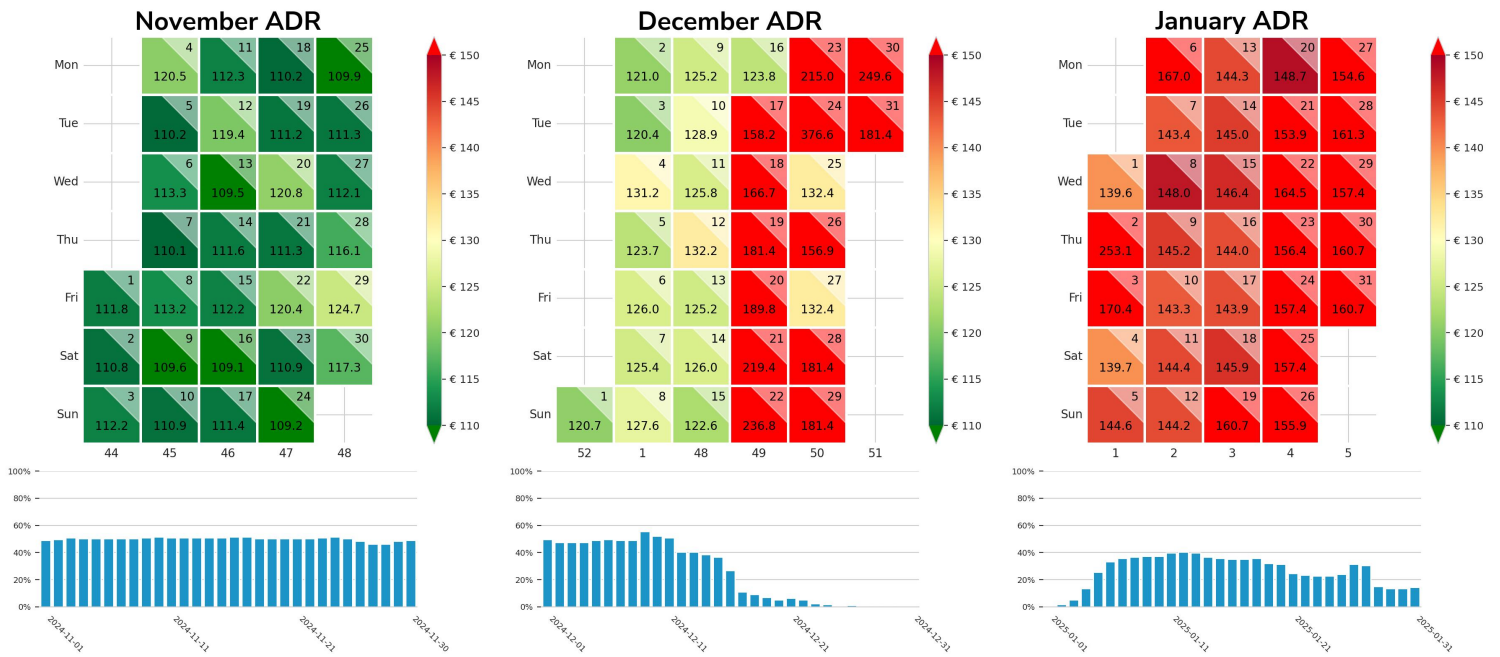 November ADR December ADR January ADR
4 11 18 25 2 9 16 23 30 6 13 20 27
€ 150 € 150 € 150
Mon 120.5 112.3 110.2 109.9 Mon 121.0 125.2 123.8 215.0 249.6 Mon 167.0 144.3 148.7 154.6
5 12 19 26 € 145 3 10 17 24 31 € 145 7 14 21 28 € 145
Tue 110.2 119.4 111.2 111.3 Tue 120.4 128.9 158.2 376.6 181.4 Tue 143.4 145.0 153.9 161.3
€ 140 € 140 € 140
6 13 20 27 4 11 18 25 1 8 15 22 29
Wed 113.3 109.5 120.8 112.1 € 135 Wed 131.2 125.8 166.7 132.4 € 135 Wed 139.6 148.0 146.4 164.5 157.4 € 135
7 14 21 28 5 12 19 26 2 9 16 23 30
Thu 110.1 111.6 111.3 116.1 € 130 Thu 123.7 132.2 181.4 156.9 € 130 Thu 253.1 145.2 144.0 156.4 160.7 € 130
1 8 15 22 29 6 13 20 27 3 10 17 24 31
Fri 111.8 113.2 112.2 120.4 124.7 € 125 Fri 126.0 125.2 189.8 132.4 € 125 Fri 170.4 143.3 143.9 157.4 160.7 € 125
2 9 16 23 30 € 120 7 14 21 28 € 120 4 11 18 25 € 120
Sat 110.8 109.6 109.1 110.9 117.3 Sat 125.4 126.0 219.4 181.4 Sat 139.7 144.4 145.9 157.4
€ 115 € 115 € 115
3 10 17 24 1 8 15 22 29 5 12 19 26
Sun 112.2 110.9 111.4 109.2 € 110 Sun 120.7 127.6 122.6 236.8 181.4 € 110 Sun 144.6 144.2 160.7 155.9 € 110
44 45 46 47 48 52 1 48 49 50 51 1 2 3 4 5
100% 100% 100%
80% 80% 80%
60% 60% 60%
40% 40% 40%
20% 20% 20%
0% 0% 0%
2024-11-01 2024-11-11 2024-11-21 2024-11-30 2024-12-01 2024-12-11 2024-12-21 2024-12-31 2025-01-01 2025-01-11 2025-01-21 2025-01-31